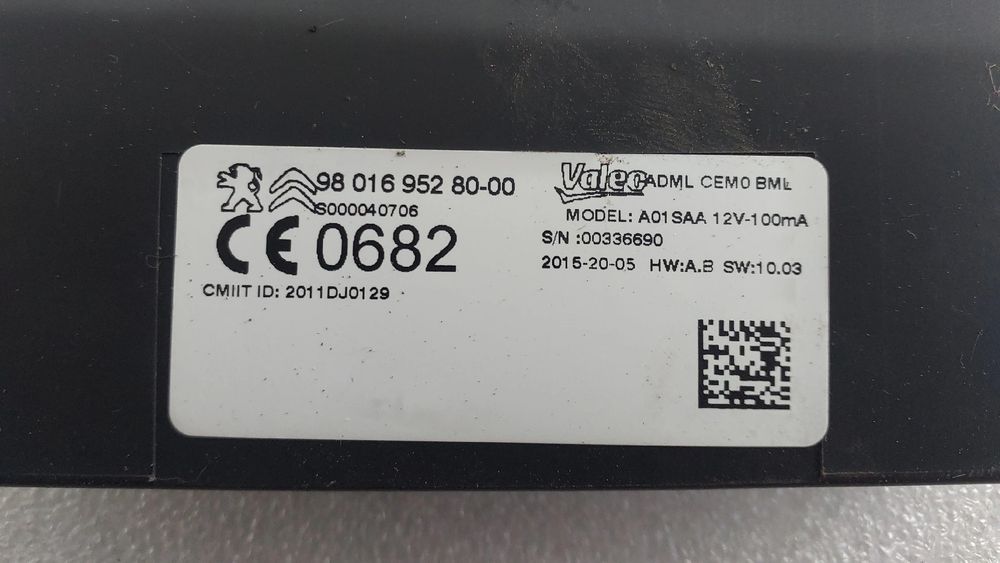 98 016 952 80-00
S000040706
CE 0682
CMIIT ID: 2011DJ0129
Valeo ADML CEM0 BML
MODEL: A01SAA 12V-100mA
S/N :00336690
2015-20-05 HW:A.B SW:10.03